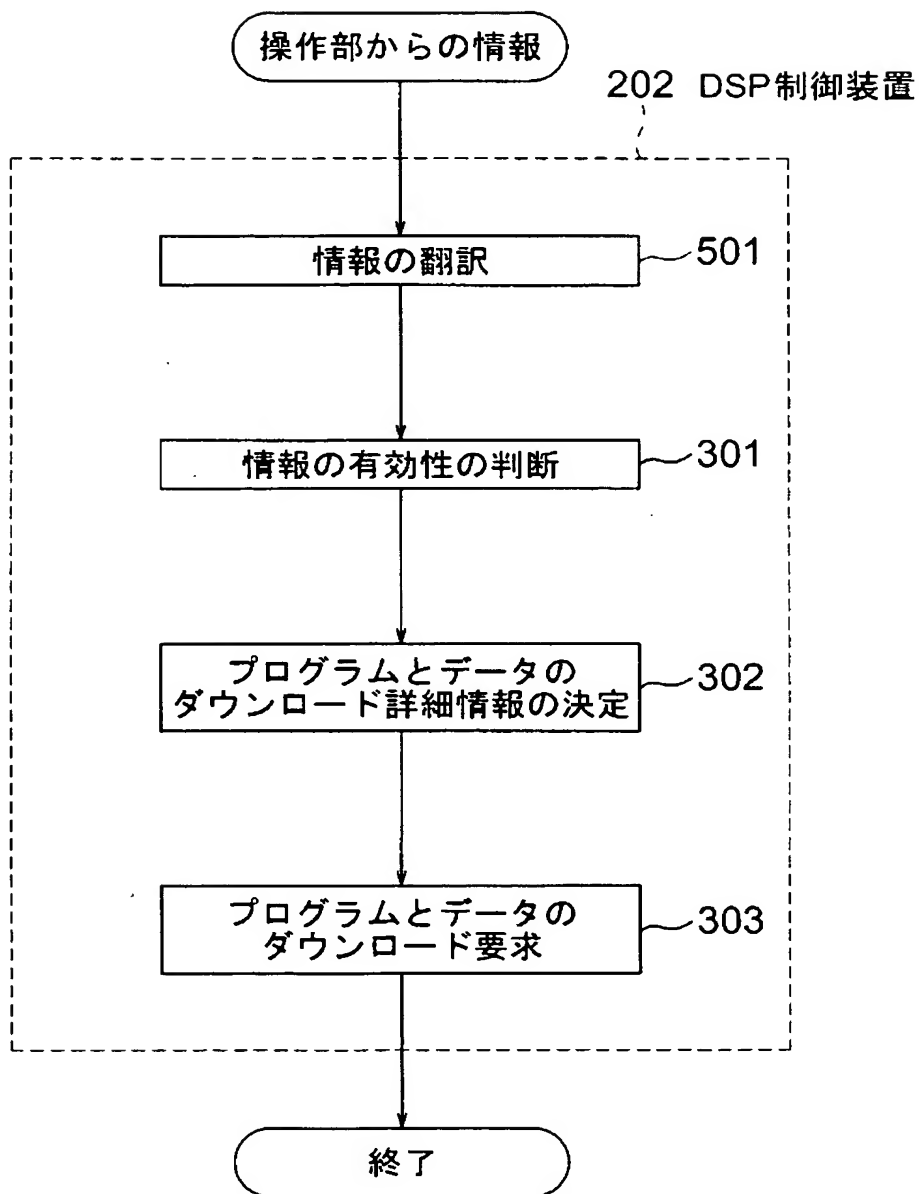 操作部からの情報
202 DSP制御装置
情報の翻訳
501
情報の有効性の判断
301
プログラムとデータの
ダウンロード詳細情報の決定
302
プログラムとデータの
ダウンロード要求
303
終了